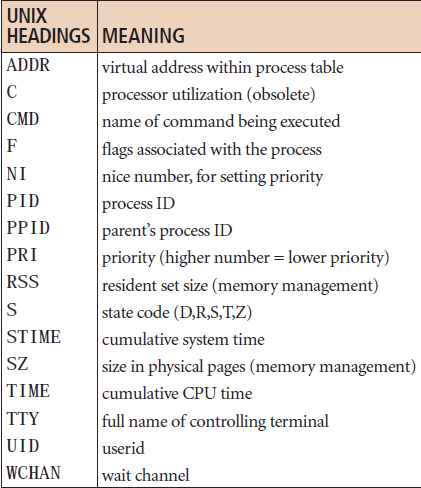 UNIX
HEADINGS MEANING
ADDR virtual address within process table
C processor utilization (obsolete)
CMD name of command being executed
F flags associated with the process
NI nice number, for setting priority
PID process ID
PPID parent's process ID
PRI priority (higher number = lower priority)
RSS resident set size (memory management)
S state code (D,R,S,T,Z)
STIME cumulative system time
SZ size in physical pages (memory management)
TIME cumulative CPU time
TTY full name of controlling terminal
UID userid
WCHAN wait channel